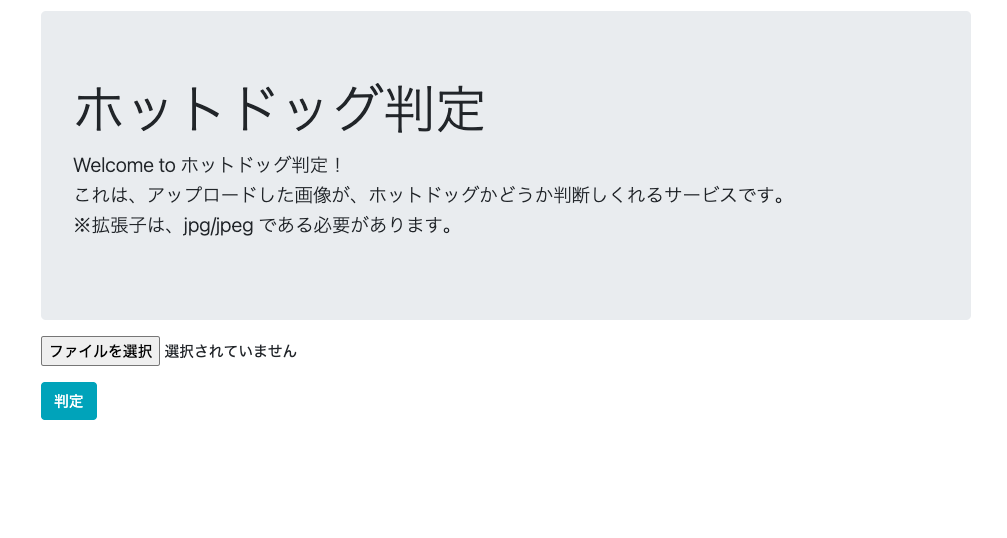 ホットドッグ判定
Welcome to ホットドッグ判定！
これは、アップロードした画像が、ホットドッグかどうか判断しくれるサービスです。
※拡張子は、jpg/jpeg である必要があります。
ファイルを選択 選択されていません
判定